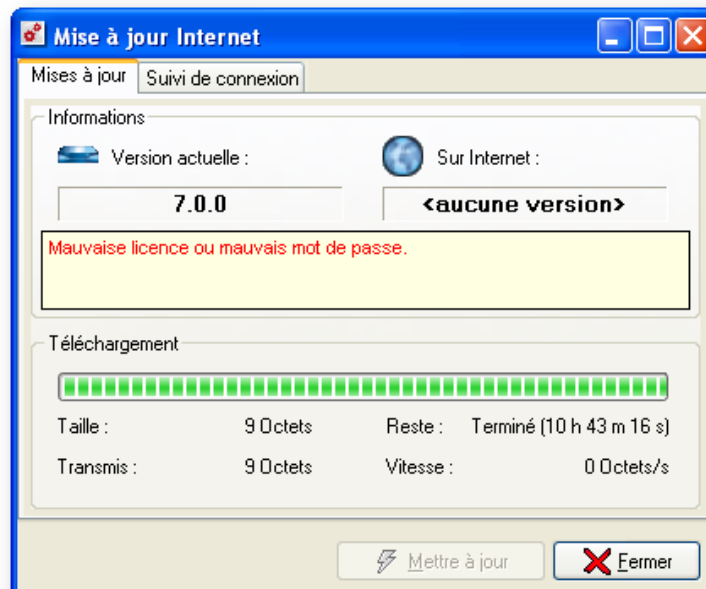 Mise à jour Internet
Mises à jour Suivi de connexion
Informations
Version actuelle : Sur Internet :
7.0.0 <aucune version>
Mauvaise licence ou mauvais mot de passe.
Téléchargement
Taille : 9 Octets Reste : Terminé (10 h 43 m 16 s)
Transmis : 9 Octets Vitesse : 0 Octets/s
Mettre à jour Fermer